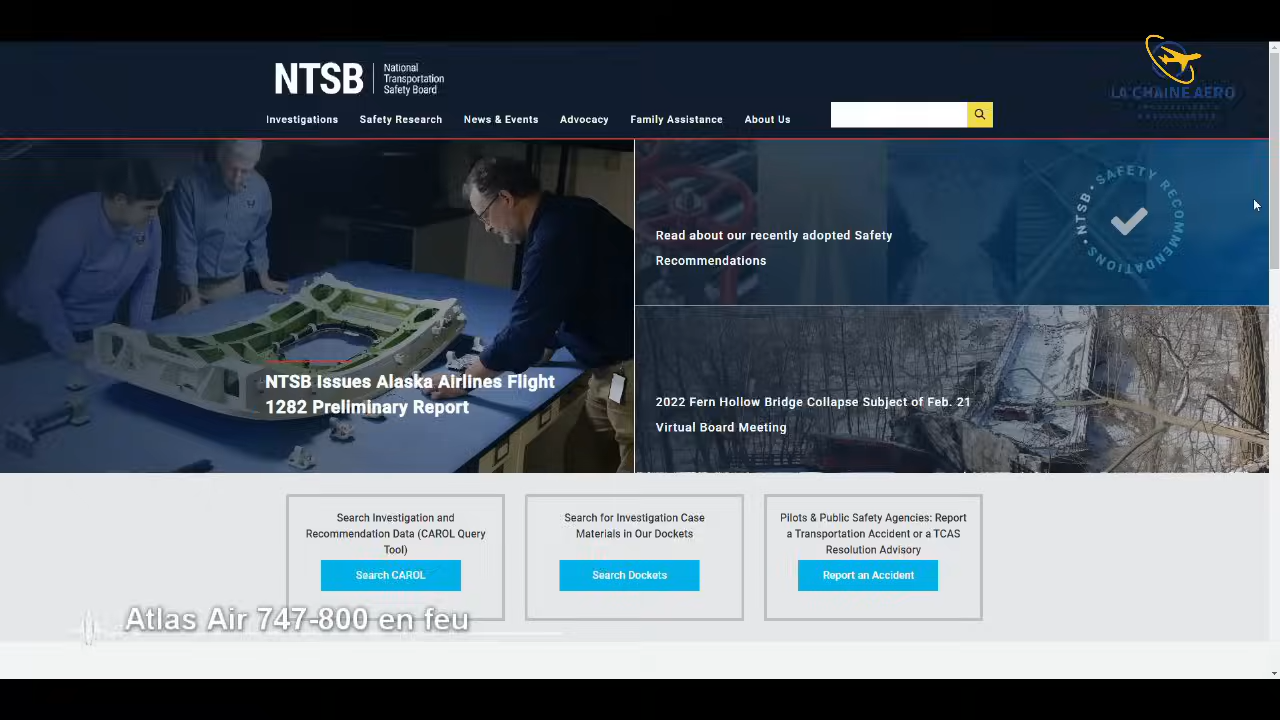 NTSB
National
Transportation
Safety Board
LA CHAINE AERO
Investigations
Safety Research
News & Events
Advocacy
Family Assistance
About Us
NTSB • SAFETY RECOMMENDATIONS •
Read about our recently adopted Safety
Recommendations
NTSB Issues Alaska Airlines Flight
1282 Preliminary Report
2022 Fern Hollow Bridge Collapse Subject of Feb. 21
Virtual Board Meeting
Search Investigation and
Recommendation Data (CAROL Query
Tool)
Search CAROL
Search for Investigation Case
Materials in Our Dockets
Search Dockets
Pilots & Public Safety Agencies: Report
a Transportation Accident or a TCAS
Resolution Advisory
Report an Accident
Atlas Air 747-800 en feu